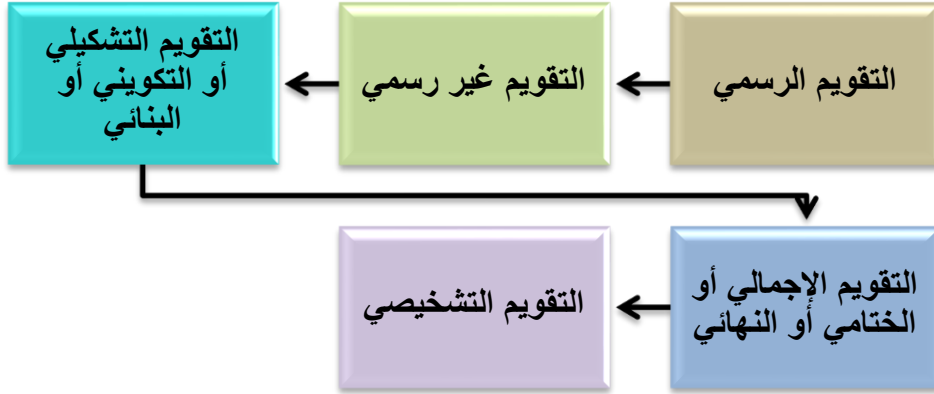 التقويم الرسمي
التقويم غير رسمي
التقويم التشكيلي
أو التكويني أو
البنائي
التقويم الإجمالي أو
الختامي أو النهائي
التقويم التشخيصي